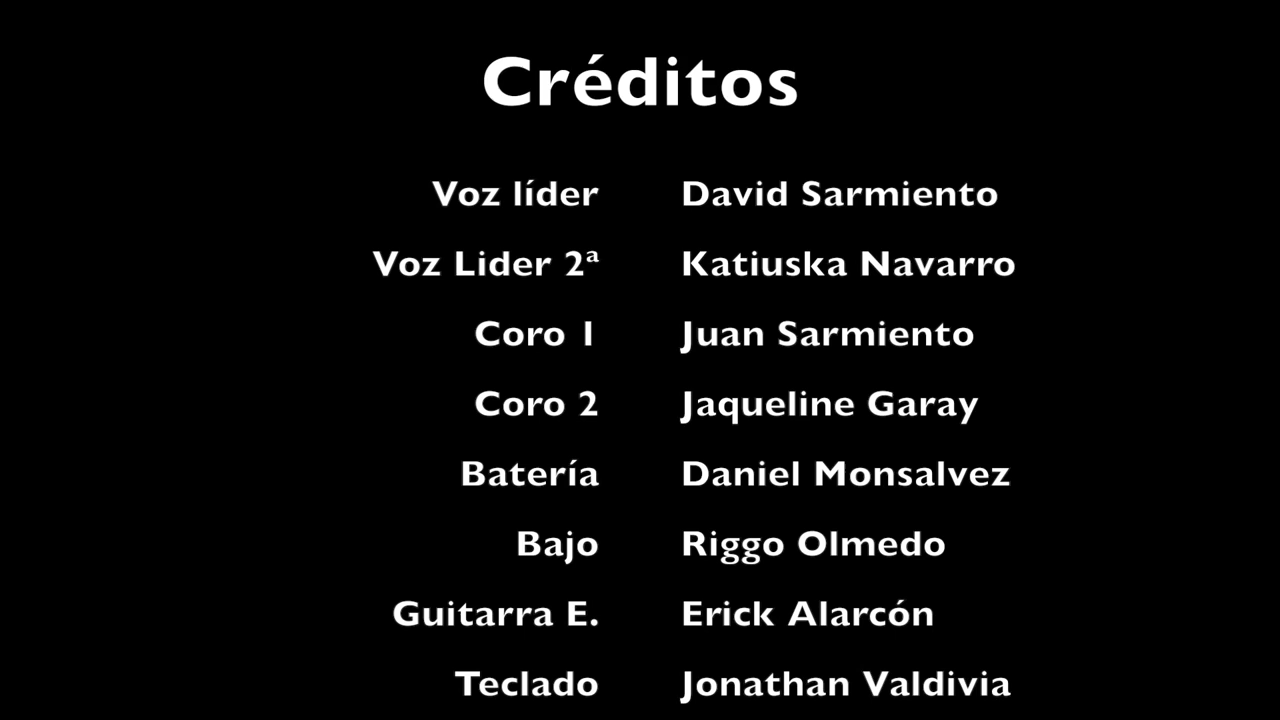 Créditos
Voz líder David Sarmiento
Voz Lider 2ª Katiuska Navarro
Coro 1 Juan Sarmiento
Coro 2 Jaqueline Garay
Batería Daniel Monsalvez
Bajo Riggo Olmedo
Guitarra E. Erick Alarcón
Teclado Jonathan Valdivia